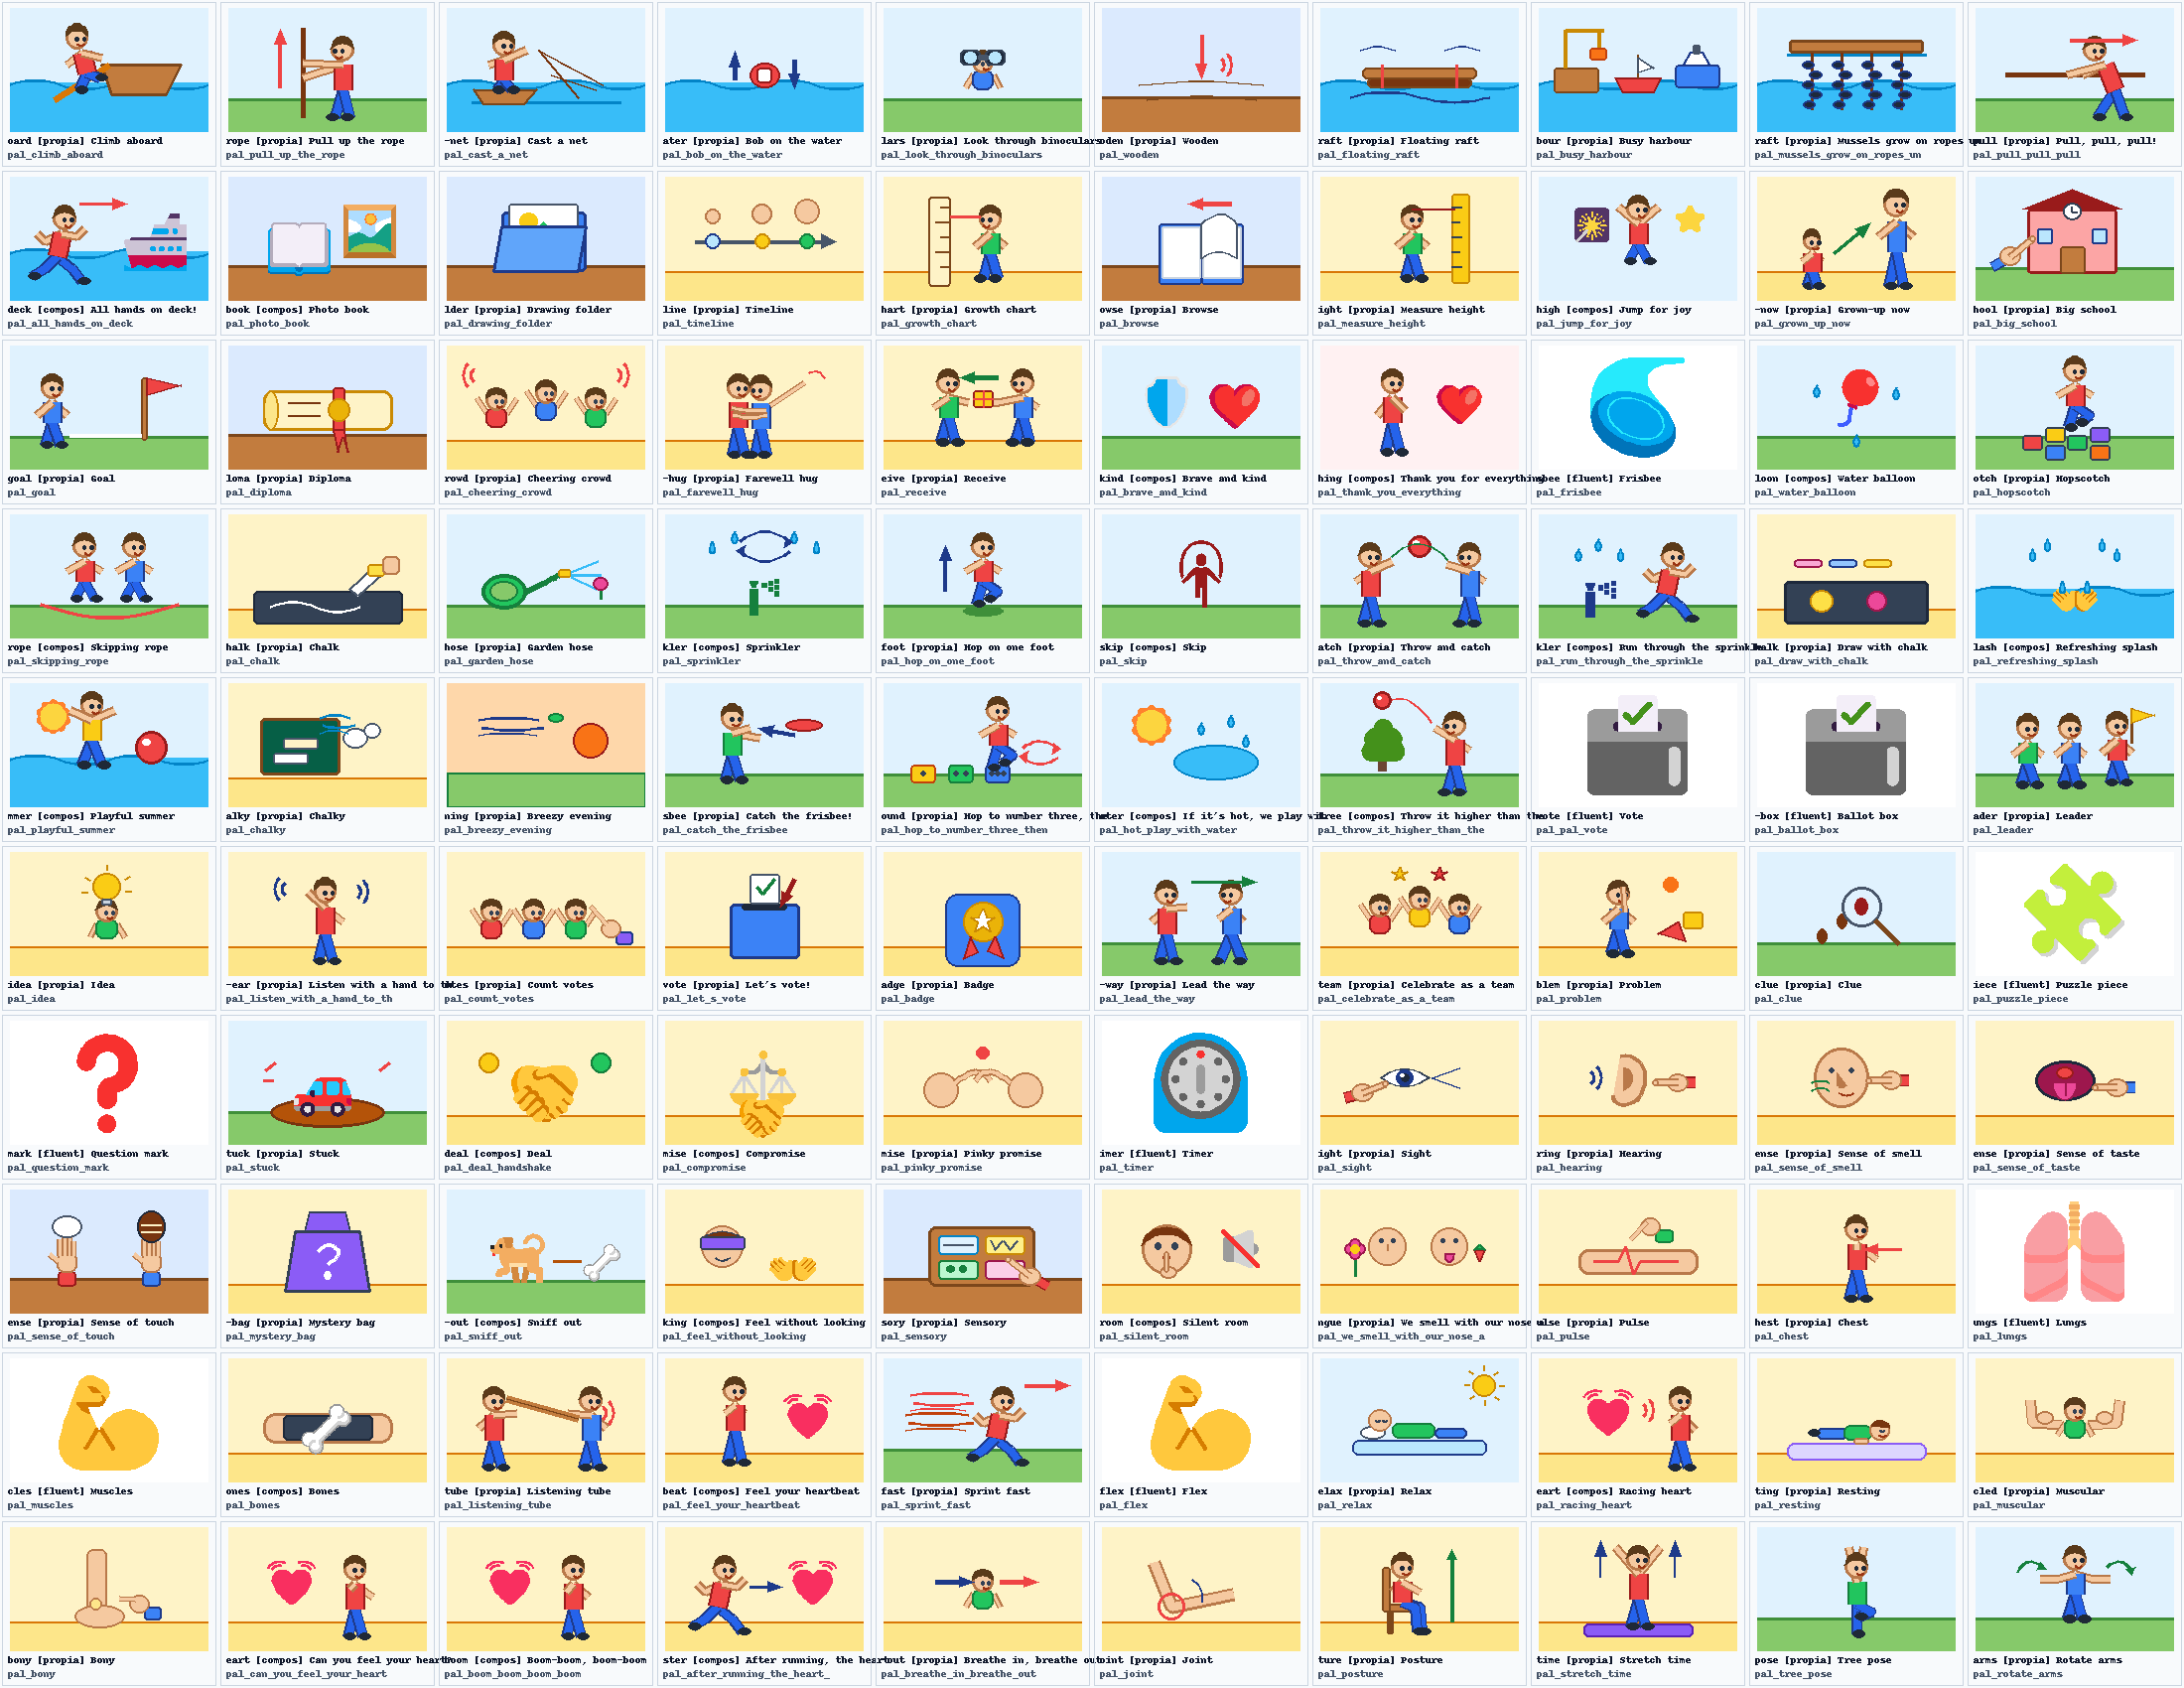 oard [propia] Climb aboard
pal_climb_aboard
rope [propia] Pull up the rope
pal_pull_up_the_rope
-net [propia] Cast a net
pal_cast_a_net
ater [propia] Bob on the water
pal_bob_on_the_water
lars [propia] Look through binoculars
pal_look_through_binoculars
oden [propia] Wooden
pal_wooden
raft [propia] Floating raft
pal_floating_raft
bour [propia] Busy harbour
pal_busy_harbour
raft [propia] Mussels grow on ropes un
pal_mussels_grow_on_ropes_un
pull [propia] Pull, pull, pull!
pal_pull_pull_pull
deck [compos] All hands on deck!
pal_all_hands_on_deck
book [compos] Photo book
pal_photo_book
lder [propia] Drawing folder
pal_drawing_folder
line [propia] Timeline
pal_timeline
hart [propia] Growth chart
pal_growth_chart
owse [propia] Browse
pal_browse
ight [propia] Measure height
pal_measure_height
high [compos] Jump for joy
pal_jump_for_joy
-now [propia] Grown-up now
pal_grown_up_now
hool [propia] Big school
pal_big_school
goal [propia] Goal
pal_goal
loma [propia] Diploma
pal_diploma
rowd [propia] Cheering crowd
pal_cheering_crowd
-hug [propia] Farewell hug
pal_farewell_hug
eive [propia] Receive
pal_receive
kind [compos] Brave and kind
pal_brave_and_kind
hing [compos] Thank you for everything
pal_thank_you_everything
sbee [fluent] Frisbee
pal_frisbee
loon [compos] Water balloon
pal_water_balloon
otch [propia] Hopscotch
pal_hopscotch
rope [compos] Skipping rope
pal_skipping_rope
halk [propia] Chalk
pal_chalk
hose [propia] Garden hose
pal_garden_hose
kler [compos] Sprinkler
pal_sprinkler
foot [propia] Hop on one foot
pal_hop_on_one_foot
skip [compos] Skip
pal_skip
atch [propia] Throw and catch
pal_throw_and_catch
kler [compos] Run through the sprinkle
pal_run_through_the_sprinkle
halk [propia] Draw with chalk
pal_draw_with_chalk
lash [compos] Refreshing splash
pal_refreshing_splash
mmer [compos] Playful summer
pal_playful_summer
alky [propia] Chalky
pal_chalky
ning [propia] Breezy evening
pal_breezy_evening
sbee [propia] Catch the frisbee!
pal_catch_the_frisbee
ound [propia] Hop to number three, the
pal_hop_to_number_three_then
ater [compos] If it's hot, we play wit
pal_hot_play_with_water
tree [compos] Throw it higher than the
pal_throw_it_higher_than_the
vote [fluent] Vote
pal_pal_vote
-box [fluent] Ballot box
pal_ballot_box
ader [propia] Leader
pal_leader
idea [propia] Idea
pal_idea
-ear [propia] Listen with a hand to th
pal_listen_with_a_hand_to_th
otes [propia] Count votes
pal_count_votes
vote [propia] Let's vote!
pal_let_s_vote
adge [propia] Badge
pal_badge
-way [propia] Lead the way
pal_lead_the_way
team [propia] Celebrate as a team
pal_celebrate_as_a_team
blem [propia] Problem
pal_problem
clue [propia] Clue
pal_clue
iece [fluent] Puzzle piece
pal_puzzle_piece
mark [fluent] Question mark
pal_question_mark
tuck [propia] Stuck
pal_stuck
deal [compos] Deal
pal_deal_handshake
mise [compos] Compromise
pal_compromise
mise [propia] Pinky promise
pal_pinky_promise
imer [fluent] Timer
pal_timer
ight [propia] Sight
pal_sight
ring [propia] Hearing
pal_hearing
ense [propia] Sense of smell
pal_sense_of_smell
ense [propia] Sense of taste
pal_sense_of_taste
ense [propia] Sense of touch
pal_sense_of_touch
?
-bag [propia] Mystery bag
pal_mystery_bag
-out [compos] Sniff out
pal_sniff_out
king [compos] Feel without looking
pal_feel_without_looking
sory [propia] Sensory
pal_sensory
room [compos] Silent room
pal_silent_room
ngue [propia] We smell with our nose
pal_we_smell_with_our_nose_a
ulse [propia] Pulse
pal_pulse
hest [propia] Chest
pal_chest
ungs [fluent] Lungs
pal_lungs
cles [fluent] Muscles
pal_muscles
ones [compos] Bones
pal_bones
tube [propia] Listening tube
pal_listening_tube
beat [compos] Feel your heartbeat
pal_feel_your_heartbeat
fast [propia] Sprint fast
pal_sprint_fast
flex [fluent] Flex
pal_flex
elax [propia] Relax
pal_relax
eart [compos] Racing heart
pal_racing_heart
ting [propia] Resting
pal_resting
cled [propia] Muscular
pal_muscular
bony [propia] Bony
pal_bony
eart [compos] Can you feel your heart?
pal_can_you_feel_your_heart
boom [compos] Boom-boom, boom-boom
pal_boom_boom_boom_boom
ster [compos] After running, the heart
pal_after_running_the_heart_
-out [propia] Breathe in, breathe out
pal_breathe_in_breathe_out
oint [propia] Joint
pal_joint
ture [propia] Posture
pal_posture
time [propia] Stretch time
pal_stretch_time
pose [propia] Tree pose
pal_tree_pose
arms [propia] Rotate arms
pal_rotate_arms